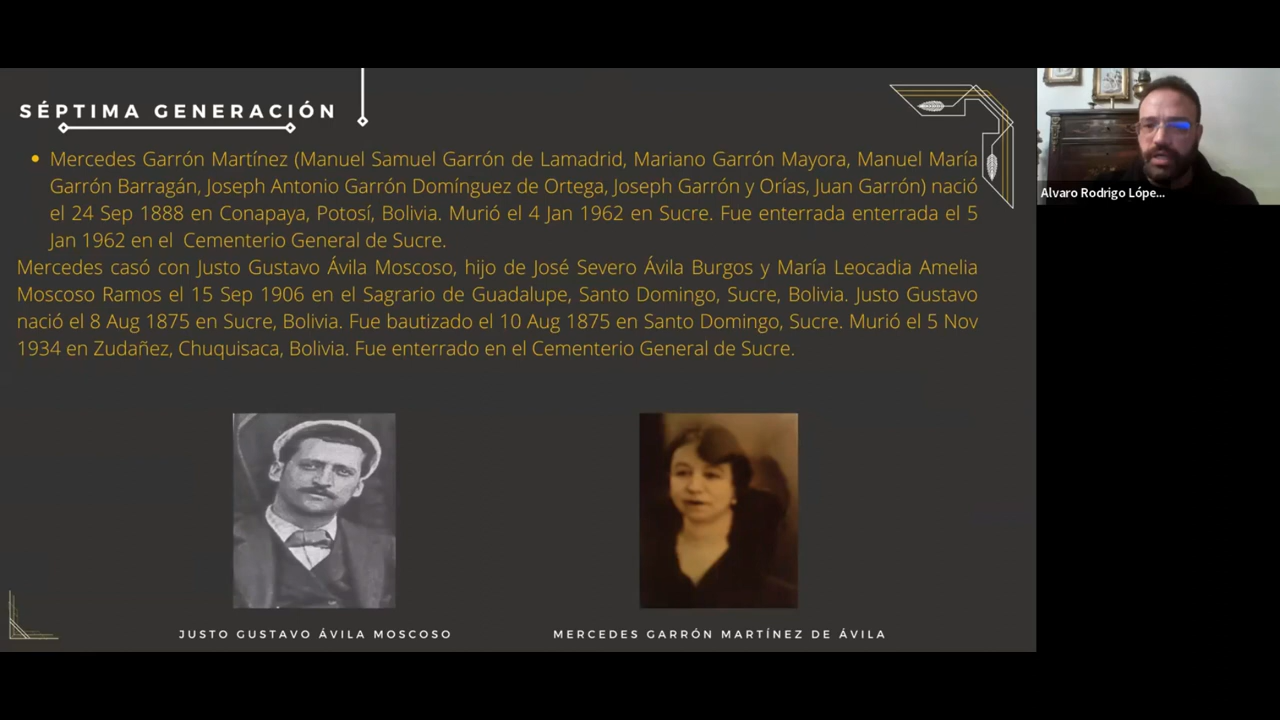 SÉPTIMA GENERACIÓN
• Mercedes Garrón Martínez (Manuel Samuel Garrón de Lamadrid, Mariano Garrón Mayora, Manuel María
Garrón Barragán, Joseph Antonio Garrón Domínguez de Ortega, Joseph Garrón y Orías, Juan Garrón) nació
el 24 Sep 1888 en Conapaya, Potosí, Bolivia. Murió el 4 Jan 1962 en Sucre. Fue enterrada enterrada el 5
Jan 1962 en el Cementerio General de Sucre.
Mercedes casó con Justo Gustavo Ávila Moscoso, hijo de José Severo Ávila Burgos y María Leocadia Amelia
Moscoso Ramos el 15 Sep 1906 en el Sagrario de Guadalupe, Santo Domingo, Sucre, Bolivia. Justo Gustavo
nació el 8 Aug 1875 en Sucre, Bolivia. Fue bautizado el 10 Aug 1875 en Santo Domingo, Sucre. Murió el 5 Nov
1934 en Zudañez, Chuquisaca, Bolivia. Fue enterrado en el Cementerio General de Sucre.
JUSTO GUSTAVO ÁVILA MOSCOSO
MERCEDES GARRÓN MARTÍNEZ DE ÁVILA
Alvaro Rodrigo Lópe...